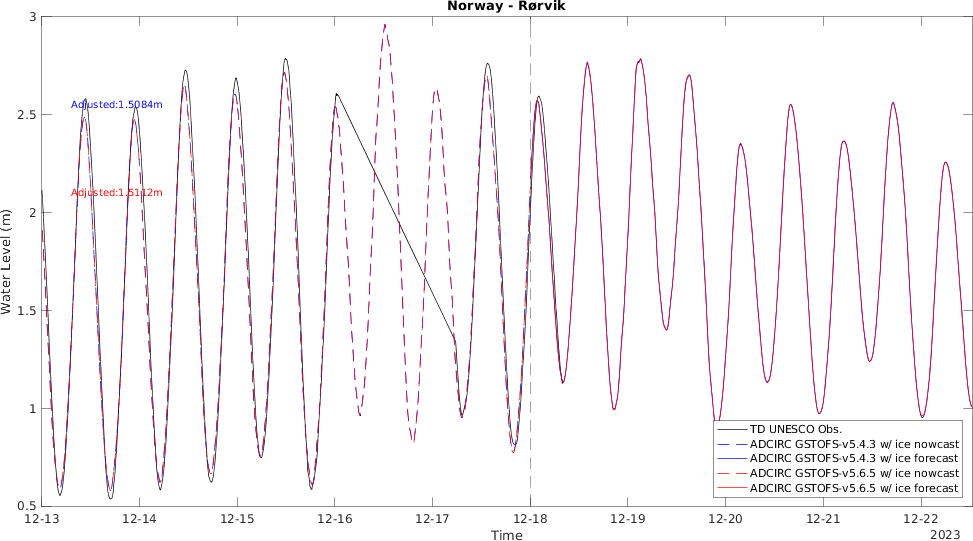 Norway - Rørvik
3
2.5
2
1.5
1
0.5
Water Level (m)
Adjusted:1.5084m
Adjusted:1.5112m
TD UNESCO Obs.
ADCIRC GSTOFS-v5.4.3 w/ ice nowcast
ADCIRC GSTOFS-v5.4.3 w/ ice forecast
ADCIRC GSTOFS-v5.6.5 w/ ice nowcast
ADCIRC GSTOFS-v5.6.5 w/ ice forecast
12-13 12-14 12-15 12-16 12-17 12-18 12-19 12-20 12-21 12-22
Time
2023